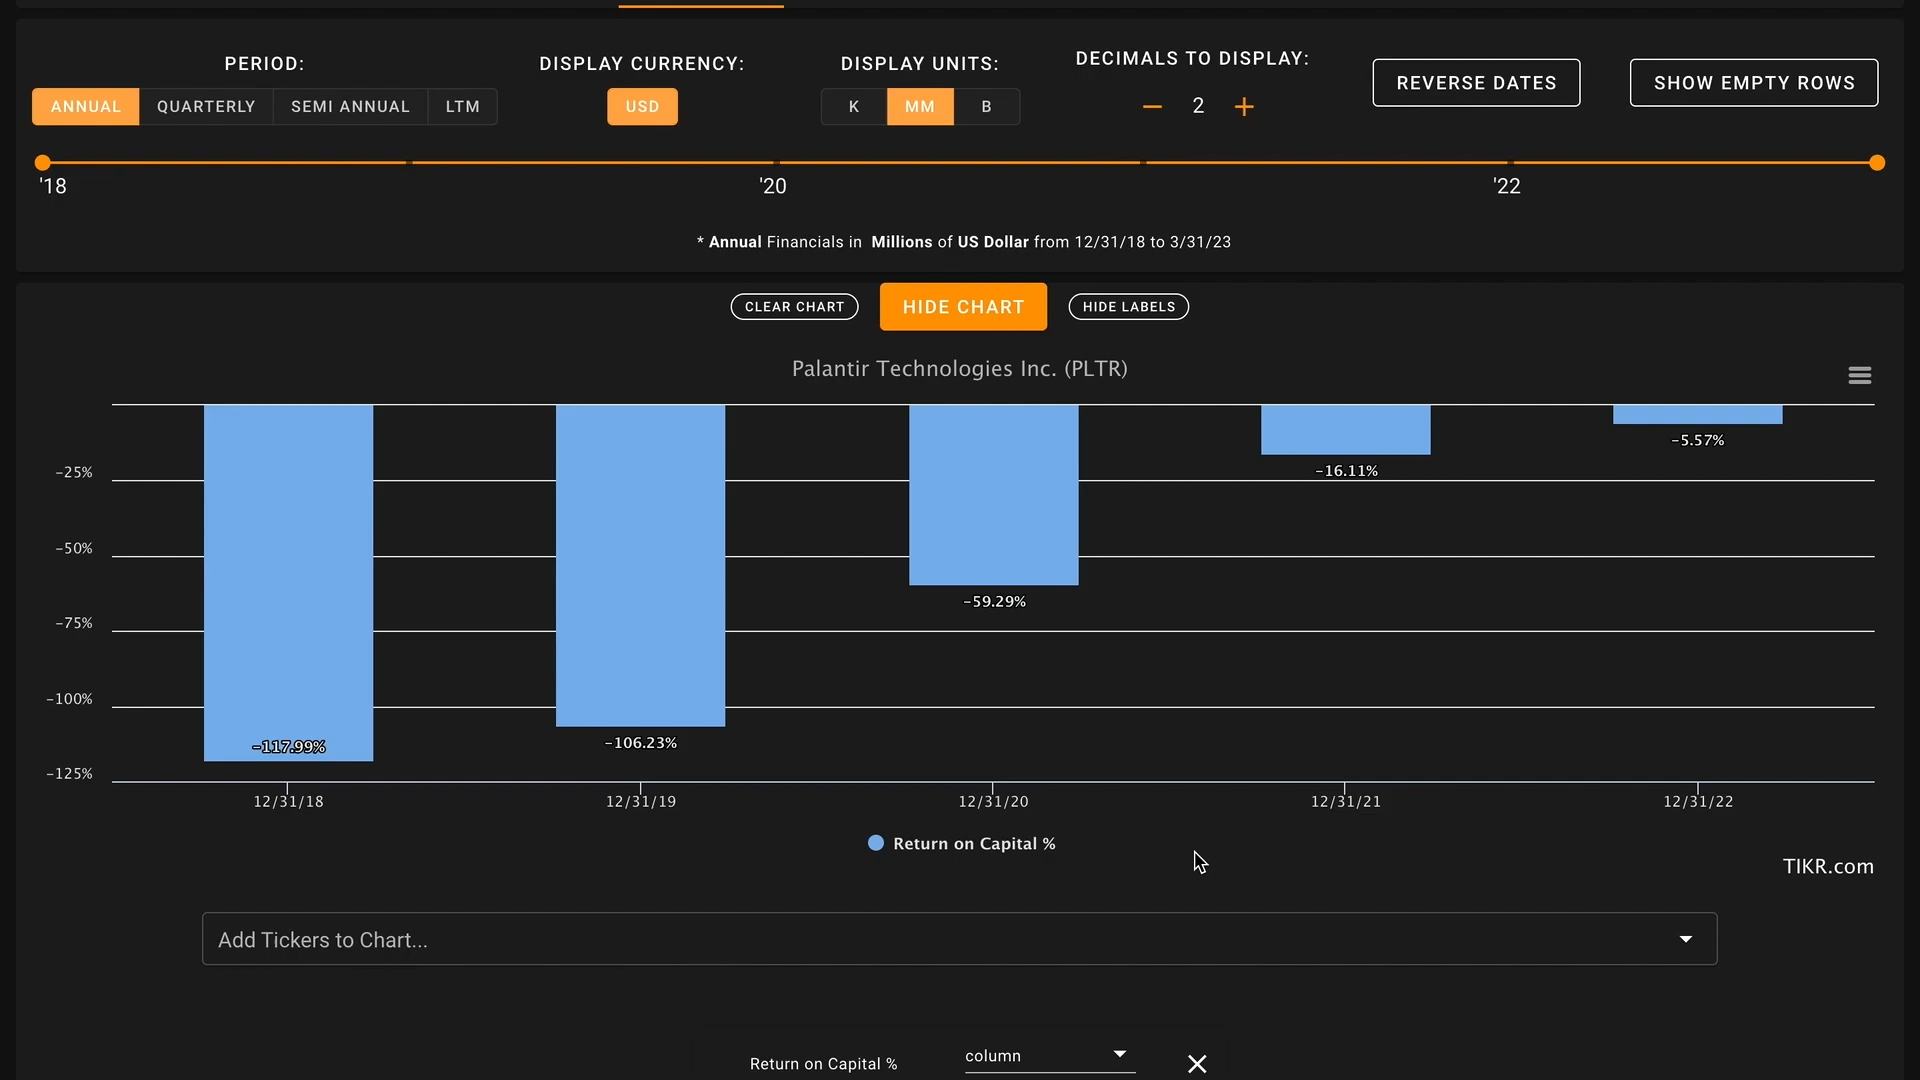 PERIOD:
ANNUAL QUARTERLY SEMI ANNUAL LTM
DISPLAY CURRENCY:
USD
DISPLAY UNITS:
K MM B
DECIMALS TO DISPLAY:
− 2 +
REVERSE DATES
SHOW EMPTY ROWS
'18 '20 '22
* Annual Financials in Millions of US Dollar from 12/31/18 to 3/31/23
CLEAR CHART
HIDE CHART
HIDE LABELS
Palantir Technologies Inc. (PLTR)
-25%
-50%
-75%
-100%
-125%
-117.99%
-106.23%
-59.29%
-16.11%
-5.57%
12/31/18 12/31/19 12/31/20 12/31/21 12/31/22
Return on Capital %
TIKR.com
Add Tickers to Chart...
Return on Capital % column